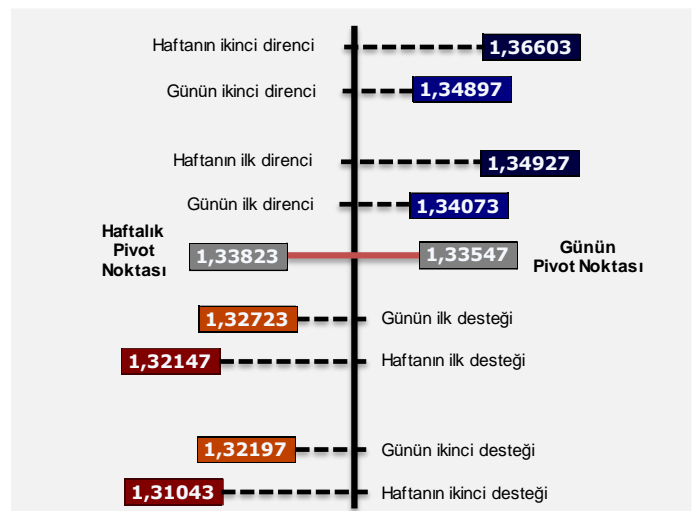 Haftanın ikinci direnci 1,36603
Günün ikinci direnci 1,34897
Haftanın ilk direnci 1,34927
Günün ilk direnci 1,34073
Haftalık
Pivot
Noktası
1,33823
1,33547
Günün
Pivot Noktası
1,32723 Günün ilk desteği
1,32147 Haftanın ilk desteği
1,32197 Günün ikinci desteği
1,31043 Haftanın ikinci desteği